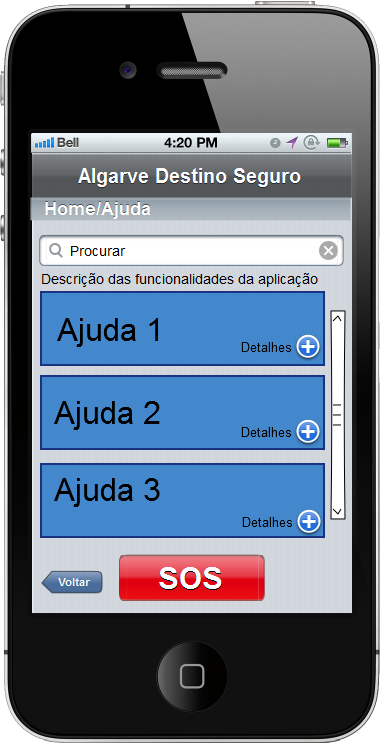 Bell 4:20 PM
Algarve Destino Seguro
Home/Ajuda
Procurar
Descrição das funcionalidades da aplicação
Ajuda 1
Detalhes
Ajuda 2
Detalhes
Ajuda 3
Detalhes
Voltar
SOS